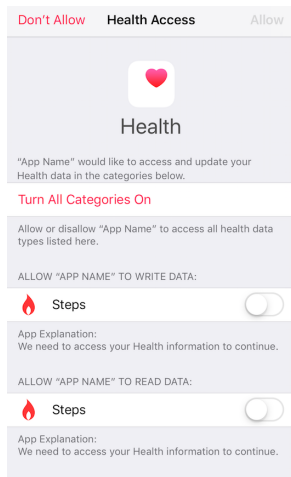 Don't Allow Health Access Allow
Health
“App Name” would like to access and update your
Health data in the categories below.
Turn All Categories On
Allow or disallow “App Name” to access all health data
types listed here.
ALLOW “APP NAME” TO WRITE DATA:
Steps
App Explanation:
We need to access your Health information to continue.
ALLOW “APP NAME” TO READ DATA:
Steps
App Explanation:
We need to access your Health information to continue.